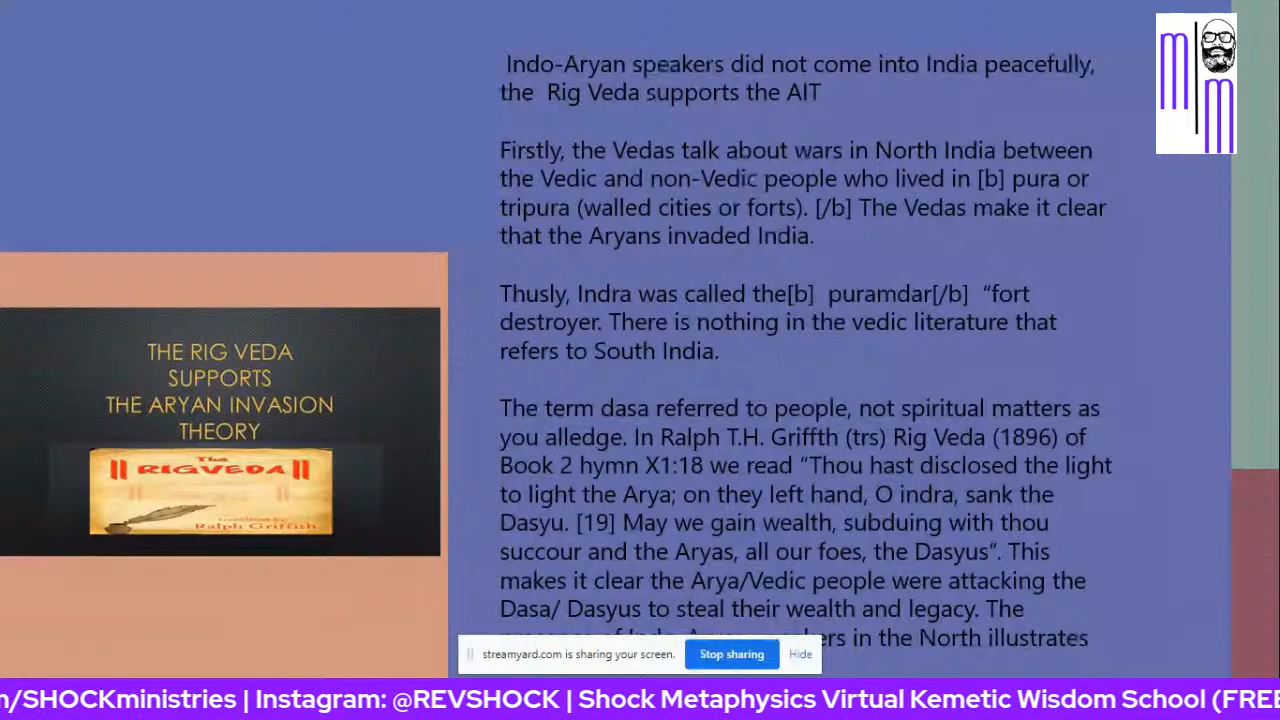 Indo-Aryan speakers did not come into India peacefully,
the Rig Veda supports the AIT
Firstly, the Vedas talk about wars in North India between
the Vedic and non-Vedic people who lived in [b] pura or
tripura (walled cities or forts). [/b] The Vedas make it clear
that the Aryans invaded India.
Thusly, Indra was called the[b] puramdar[/b] “fort
destroyer. There is nothing in the vedic literature that
refers to South India.
The term dasa referred to people, not spiritual matters as
you alledge. In Ralph T.H. Griffth (trs) Rig Veda (1896) of
Book 2 hymn X1:18 we read “Thou hast disclosed the light
to light the Arya; on they left hand, O indra, sank the
Dasyu. [19] May we gain wealth, subduing with thou
succour and the Aryas, all our foes, the Dasyus”. This
makes it clear the Arya/Vedic people were attacking the
Dasa/ Dasyus to steal their wealth and legacy. The
in the North illustrates
THE RIG VEDA
SUPPORTS
THE ARYAN INVASION
THEORY
The
|| RIGVEDA ||
Ralph Griffith
m|m
streamyard.com is sharing your screen. Stop sharing Hide
m/SHOCKministries | Instagram: @REVSHOCK | Shock Metaphysics Virtual Kemetic Wisdom School (FREE